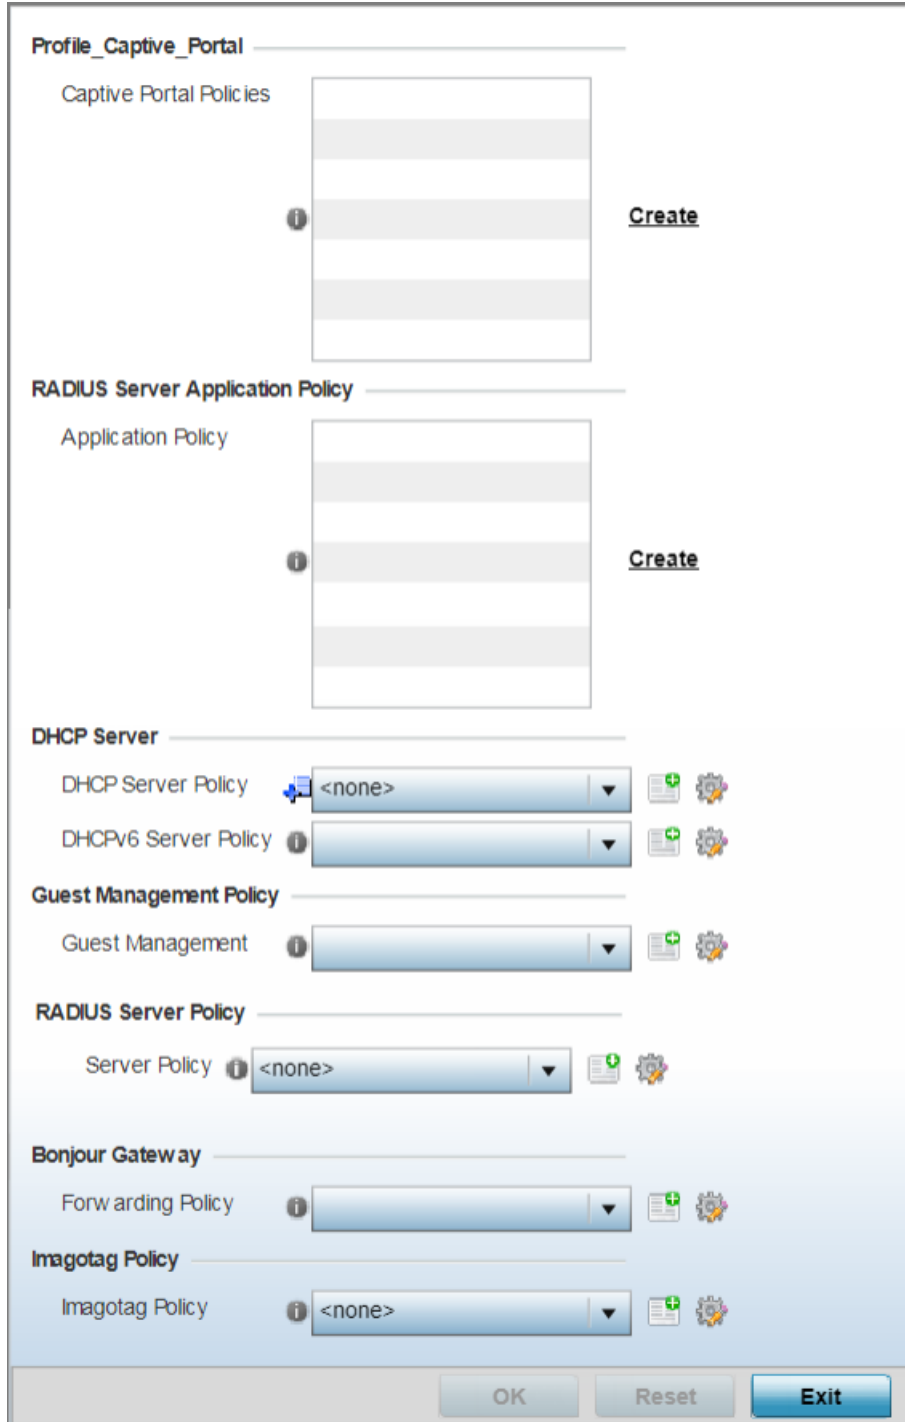 Profile_Captive_Portal
Captive Portal Policies
Create
RADIUS Server Application Policy
Application Policy
Create
DHCP Server
DHCP Server Policy <none>
DHCPv6 Server Policy
Guest Management Policy
Guest Management
RADIUS Server Policy
Server Policy <none>
Bonjour Gateway
Forwarding Policy
Imagotag Policy
Imagotag Policy <none>
OK Reset Exit